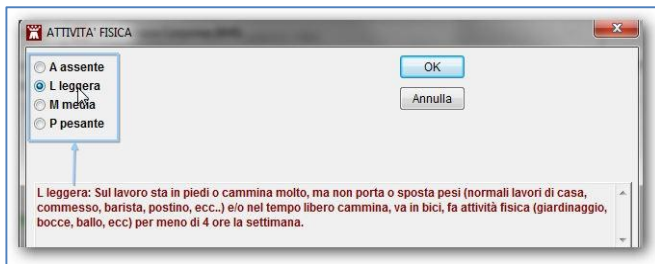 ATTIVITA' FISICA
A assente
L leggera
M media
P pesante
OK
Annulla
L leggera: Sul lavoro sta in piedi o cammina molto, ma non porta o sposta pesi (normali lavori di casa,
commesso, barista, postino, ecc..) e/o nel tempo libero cammina, va in bici, fa attività fisica (giardinaggio,
bocce, ballo, ecc) per meno di 4 ore la settimana.